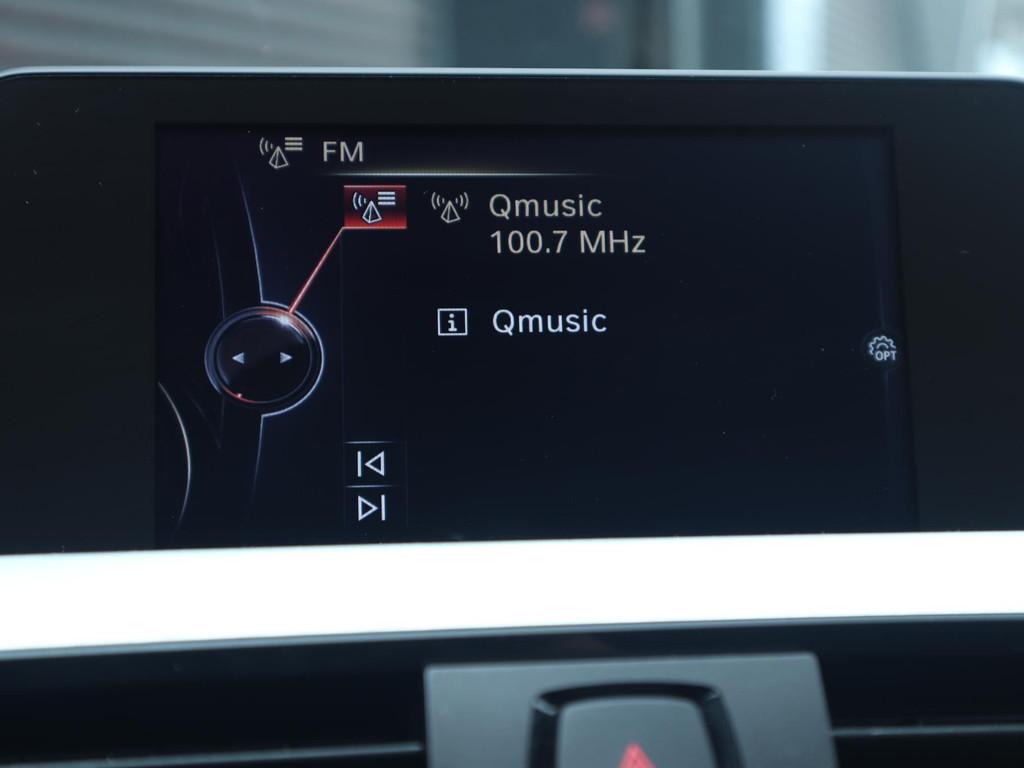 FM
Qmusic
100.7 MHz
i Qmusic
OPT